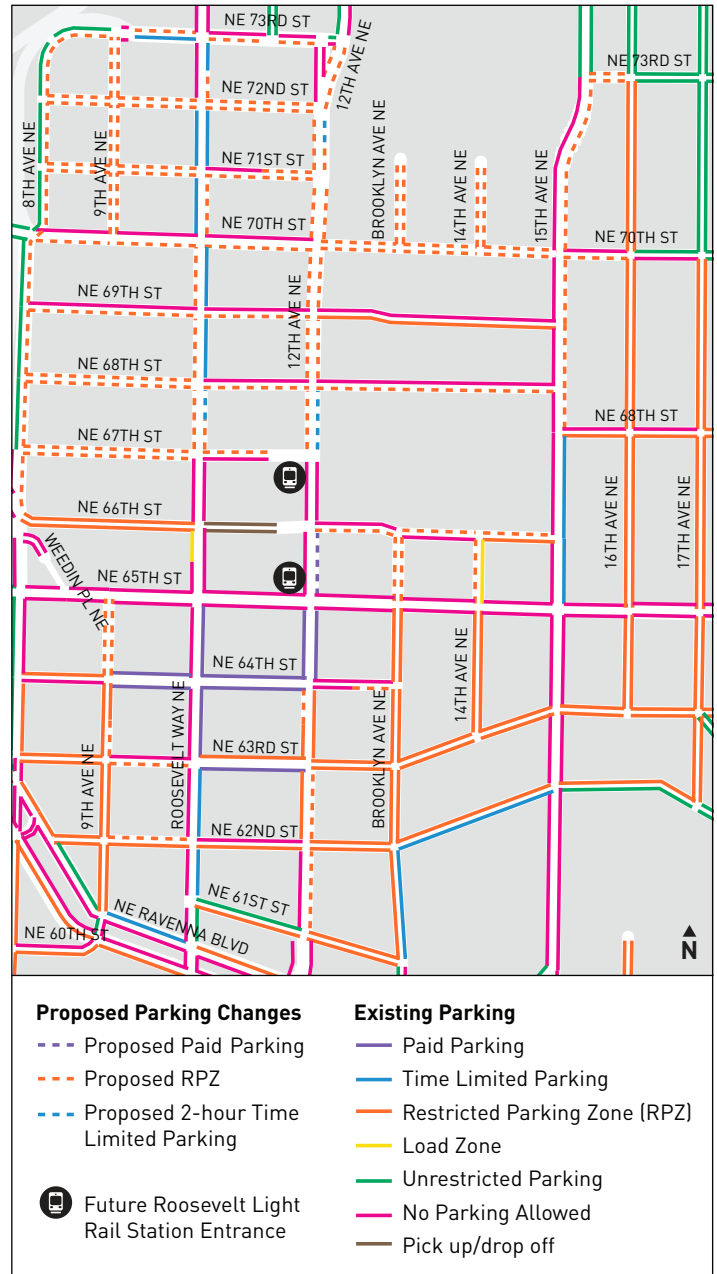 NE 73RD ST
12TH AVE NE
NE 73RD ST
NE 72ND ST
8TH AVE NE
9TH AVE NE
NE 71ST ST
BROOKLYN AVE NE
14TH AVE NE
15TH AVE NE
NE 70TH ST
NE 70TH ST
NE 69TH ST
12TH AVE NE
NE 68TH ST
NE 68TH ST
NE 67TH ST
NE 66TH ST
16TH AVE NE
17TH AVE NE
WEEDIN PL NE
NE 65TH ST
NE 64TH ST
14TH AVE NE
ROOSEVELT WAY NE
BROOKLYN AVE NE
9TH AVE NE
NE 63RD ST
NE 62ND ST
NE 61ST ST
NE RAVENNA BLVD
NE 60TH ST
N
Proposed Parking Changes
Proposed Paid Parking
Proposed RPZ
Proposed 2-hour Time
Limited Parking
Future Roosevelt Light
Rail Station Entrance
Existing Parking
Paid Parking
Time Limited Parking
Restricted Parking Zone (RPZ)
Load Zone
Unrestricted Parking
No Parking Allowed
Pick up/drop off